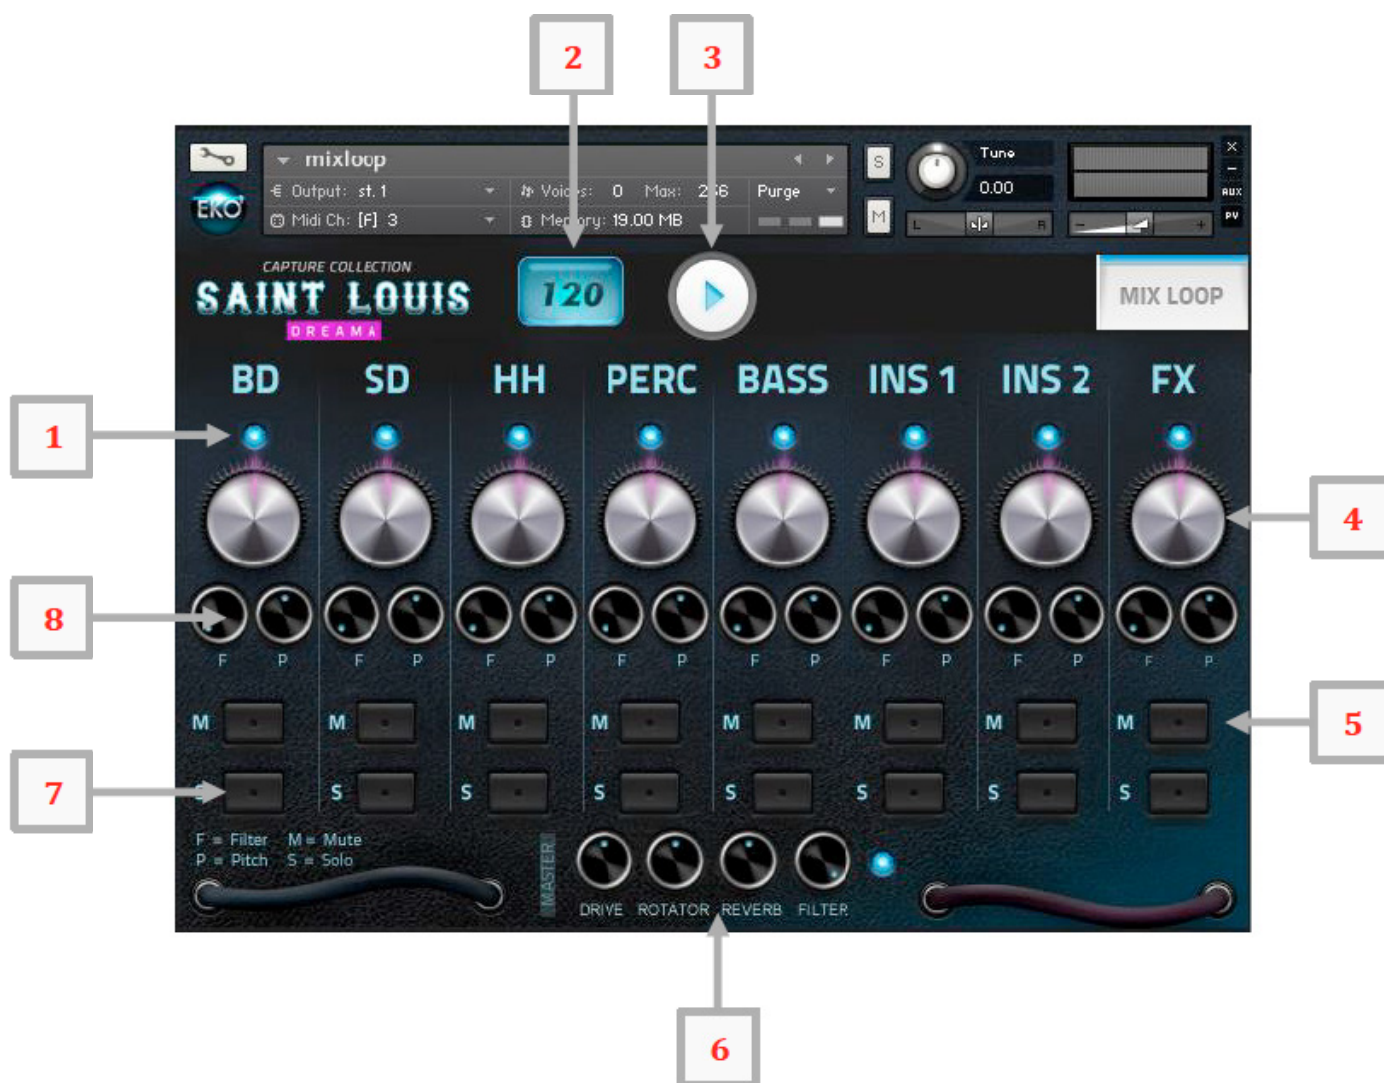 2 3
mixloop
S
Tune
X
-
Output: st.1 Voices: 0 Max: 256 Purge
0.00
AUX
EKO
Midi Ch: [F] 3 Memory: 19.00 MB
M
L R - +
PV
CAPTURE COLLECTION
SAINT LOUIS
DREAMA
120
MIX LOOP
BD SD HH PERC BASS INS 1 INS 2 FX
1
4
8
F P F P F P F P F P F P F P F P
M M M M M M M M
5
7
S S S S S S S S
F = Filter M = Mute
P = Pitch S = Solo
MASTER
DRIVE ROTATOR REVERB FILTER
6